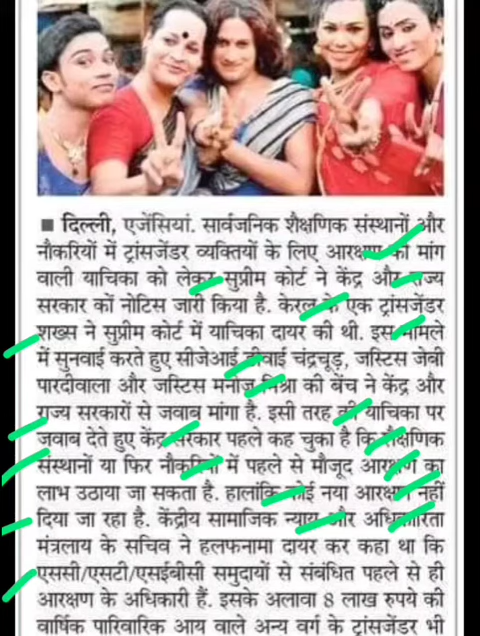 ■ दिल्ली, एजेंसियां. सार्वजनिक शैक्षणिक संस्थानों और
नौकरियों में ट्रांसजेंडर व्यक्तियों के लिए आरक्षण की मांग
वाली याचिका को लेकर सुप्रीम कोर्ट ने केंद्र और राज्य
सरकार को नोटिस जारी किया है. केरल के एक ट्रांसजेंडर
शख्स ने सुप्रीम कोर्ट में याचिका दायर की थी. इस मामले
में सुनवाई करते हुए सीजेआई डीवाई चंद्रचूड़, जस्टिस जेबी
पारदीवाला और जस्टिस मनोज मिश्रा की बेंच ने केंद्र और
राज्य सरकारों से जवाब मांगा है. इसी तरह की याचिका पर
जवाब देते हुए केंद्र सरकार पहले कह चुका है कि शैक्षणिक
संस्थानों या फिर नौकरियों में पहले से मौजूद आरक्षण का
लाभ उठाया जा सकता है. हालांकि कोई नया आरक्षण नहीं
दिया जा रहा है. केंद्रीय सामाजिक न्याय और अधिकारिता
मंत्रलाय के सचिव ने हलफनामा दायर कर कहा था कि
एससी/एसटी/एसईबीसी समुदायों से संबंधित पहले से ही
आरक्षण के अधिकारी हैं. इसके अलावा 8 लाख रुपये की
वार्षिक पारिवारिक आय वाले अन्य वर्ग के ट्रांसजेंडर भी